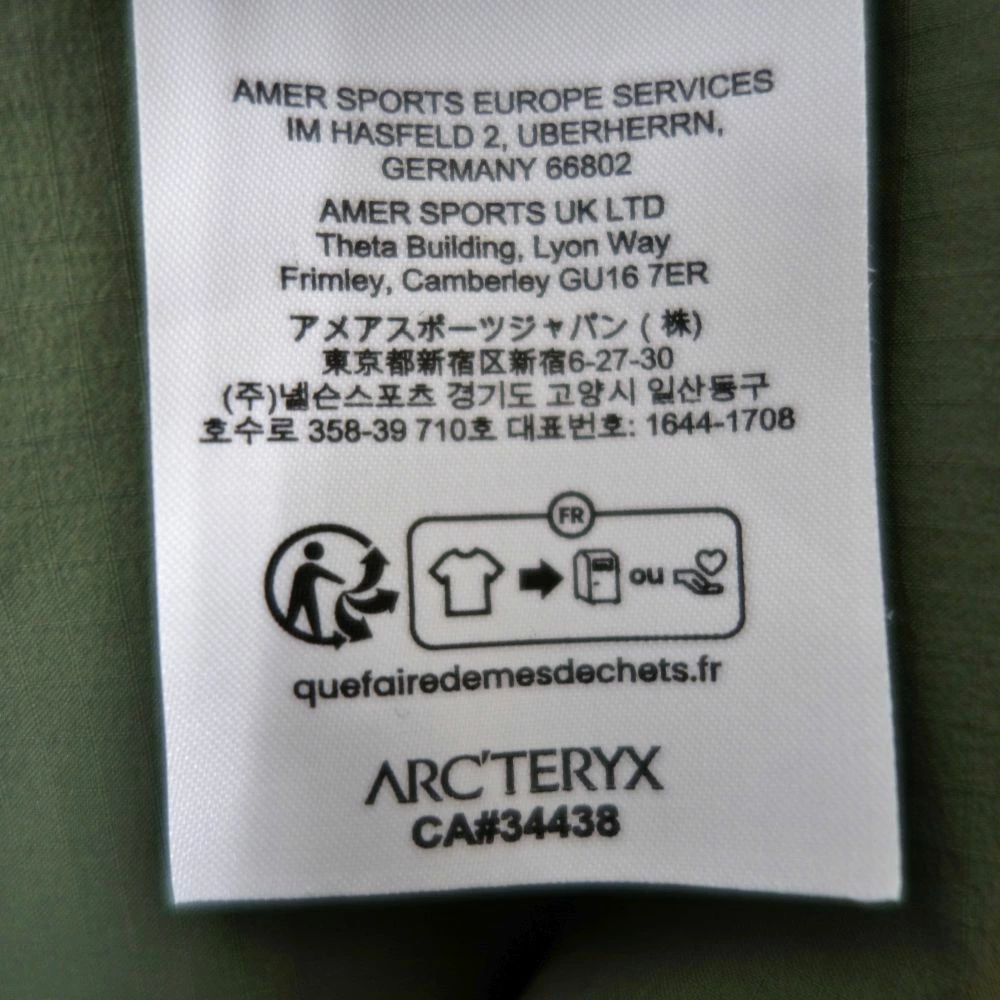 AMER SPORTS EUROPE SERVICES
IM HASFELD 2, UBERHERRN,
GERMANY 66802
AMER SPORTS UK LTD
Theta Building, Lyon Way
Frimley, Camberley GU16 7ER
アメアスポーツジャパン ( 株)
東京都新宿区新宿6-27-30
(주)넬슨스포츠 경기도 고양시 일산동구
호수로 358-39 710호 대표번호: 1644-1708
FR
ou
quefairedemesdechets.fr
ARC'TERYX
CA#34438